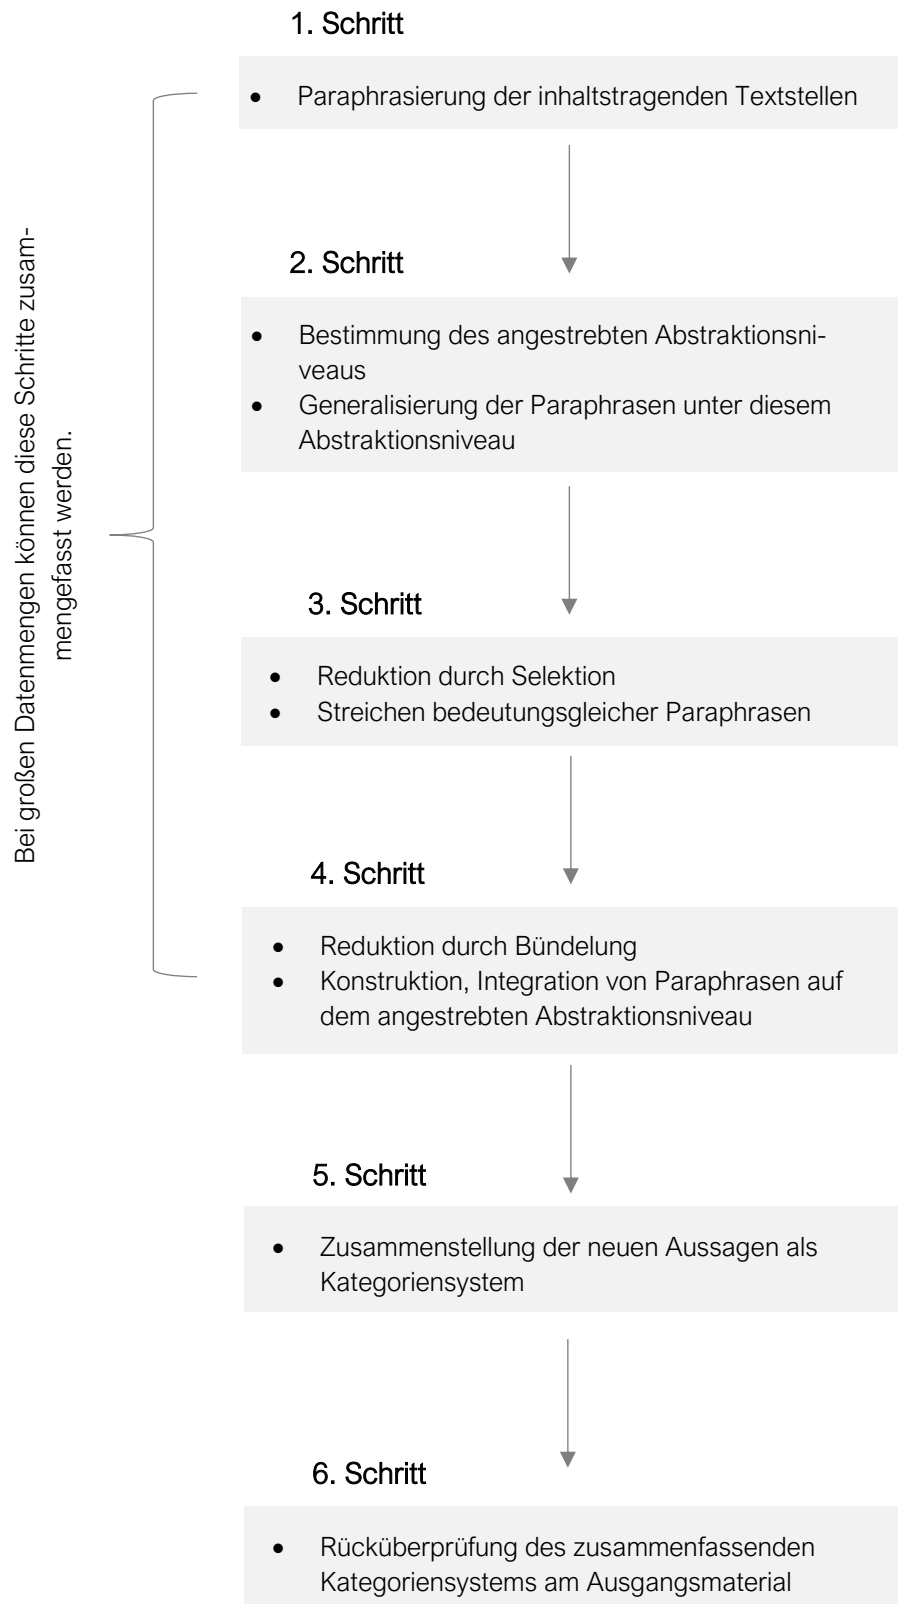 1. Schritt
• Paraphrasierung der inhaltstragenden Textstellen
2. Schritt
• Bestimmung des angestrebten Abstraktionsni-
veaus
• Generalisierung der Paraphrasen unter diesem
Abstraktionsniveau
3. Schritt
• Reduktion durch Selektion
• Streichen bedeutungsgleicher Paraphrasen
4. Schritt
• Reduktion durch Bündelung
• Konstruktion, Integration von Paraphrasen auf
dem angestrebten Abstraktionsniveau
5. Schritt
• Zusammenstellung der neuen Aussagen als
Kategoriensystem
6. Schritt
• Rücküberprüfung des zusammenfassenden
Kategoriensystems am Ausgangsmaterial
Bei großen Datenmengen können diese Schritte zusam-
mengefasst werden.